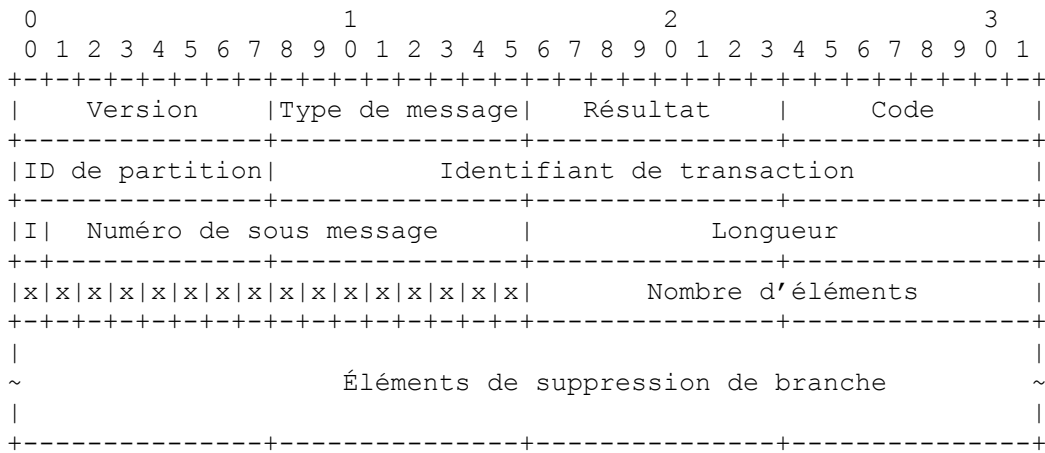 0                   1                   2                   3
 0 1 2 3 4 5 6 7 8 9 0 1 2 3 4 5 6 7 8 9 0 1 2 3 4 5 6 7 8 9 0 1
+-+-+-+-+-+-+-+-+-+-+-+-+-+-+-+-+-+-+-+-+-+-+-+-+-+-+-+-+-+-+-+-+
|    Version    |Type de message|   Résultat    |     Code      |
+---------------+---------------+---------------+---------------+
|ID de partition|          Identifiant de transaction           |
+---------------+---------------+---------------+---------------+
|I|  Numéro de sous message     |           Longueur            |
+-+-------------+---------------+---------------+---------------+
|x|x|x|x|x|x|x|x|x|x|x|x|x|x|x|x|       Nombre d’éléments       |
+-+-+-+-+-+-+-+-+-+-+-+-+-+-+-+-+---------------+---------------+
|                                                               |
~                    Éléments de suppression de branche         ~
|                                                               |
+---------------+---------------+---------------+---------------+